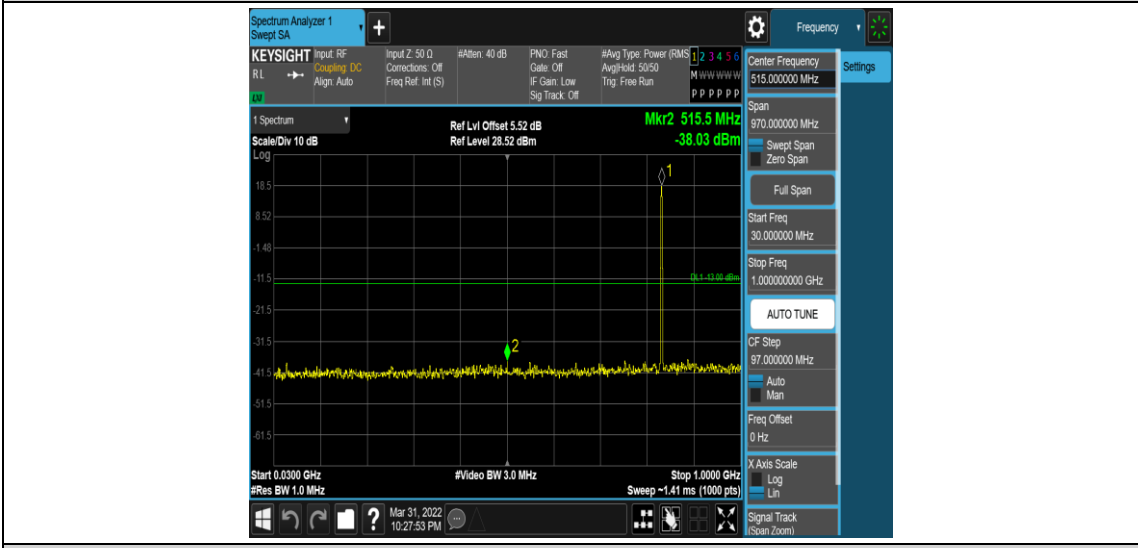 Spectrum Analyzer 1
Swept SA
+
Frequency
KEYSIGHT
RL
LXI
Input: RF
Coupling: DC
Align: Auto
Input Z: 50 Ω
Corrections: Off
Freq Ref: Int (S)
#Atten: 40 dB
PNO: Fast
Gate: Off
IF Gain: Low
Sig Track: Off
#Avg Type: Power (RMS
Avg|Hold: 50/50
Trig: Free Run
1 2 3 4 5 6
M W W W W W
P P P P P P
1 Spectrum
Scale/Div 10 dB
Log
Ref Lvl Offset 5.52 dB
Ref Level 28.52 dBm
Mkr2 515.5 MHz
-38.03 dBm
1
18.5
8.52
-1.48
-11.5
DL1 -13.00 dBm
-21.5
-31.5
2
-41.5
-51.5
-61.5
Start 0.0300 GHz
#Res BW 1.0 MHz
#Video BW 3.0 MHz
Stop 1.0000 GHz
Sweep ~1.41 ms (1000 pts)
?
Mar 31, 2022
10:27:53 PM
Center Frequency
515.000000 MHz
Settings
Span
970.000000 MHz
Swept Span
Zero Span
Full Span
Start Freq
30.000000 MHz
Stop Freq
1.000000000 GHz
AUTO TUNE
CF Step
97.000000 MHz
Auto
Man
Freq Offset
0 Hz
X Axis Scale
Log
Lin
Signal Track
(Span Zoom)